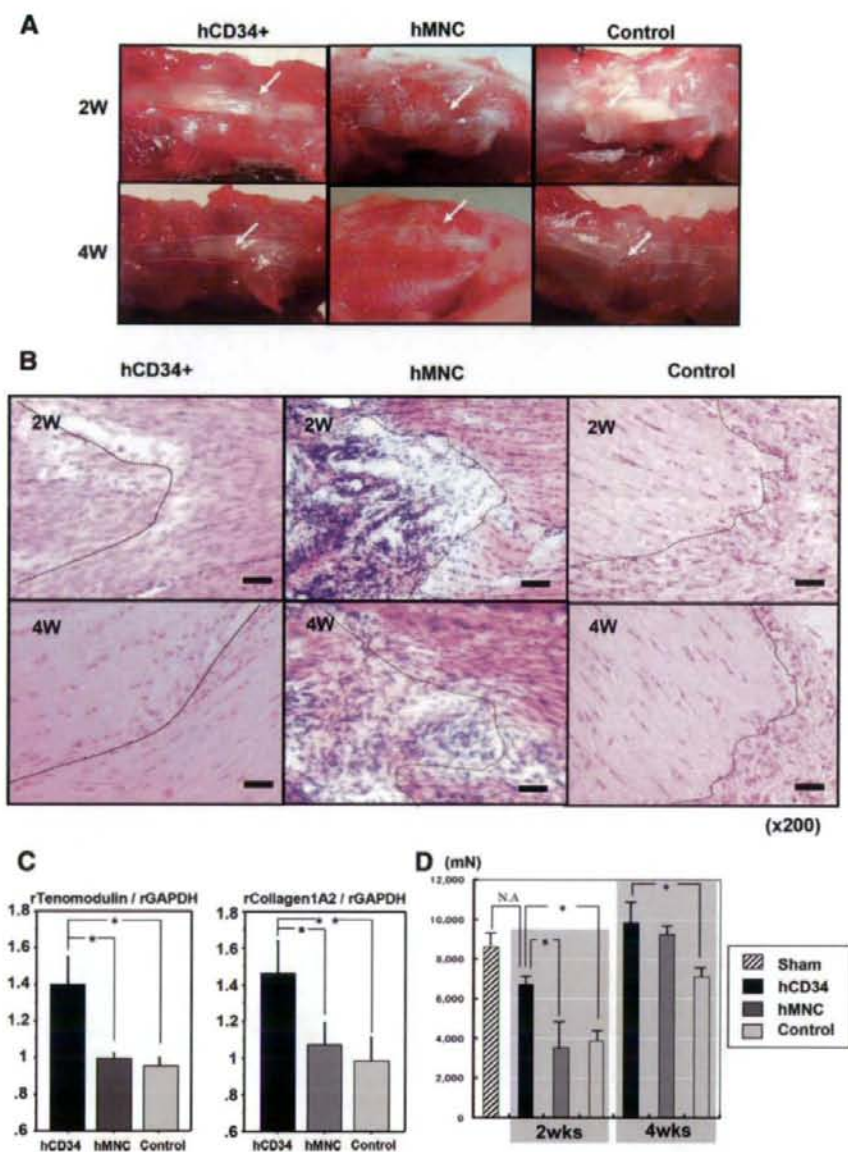 A
hCD34+ hMNC Control
2W
4W
B
hCD34+ hMNC Control
2W 2W 2W
4W 4W 4W
(x200)
C
rTenomodulin / rGAPDH
1.8
1.6
1.4
1.2
1
.8
.6
* *
hCD34 hMNC Control
rCollagen1A2 / rGAPDH
1.8
1.6
1.4
1.2
1
.8
.6
* * *
hCD34 hMNC Control
D
(mN)
12,000
10,000
8,000
6,000
4,000
2,000
0
N.A * * *
2wks 4wks
Sham
hCD34
hMNC
Control